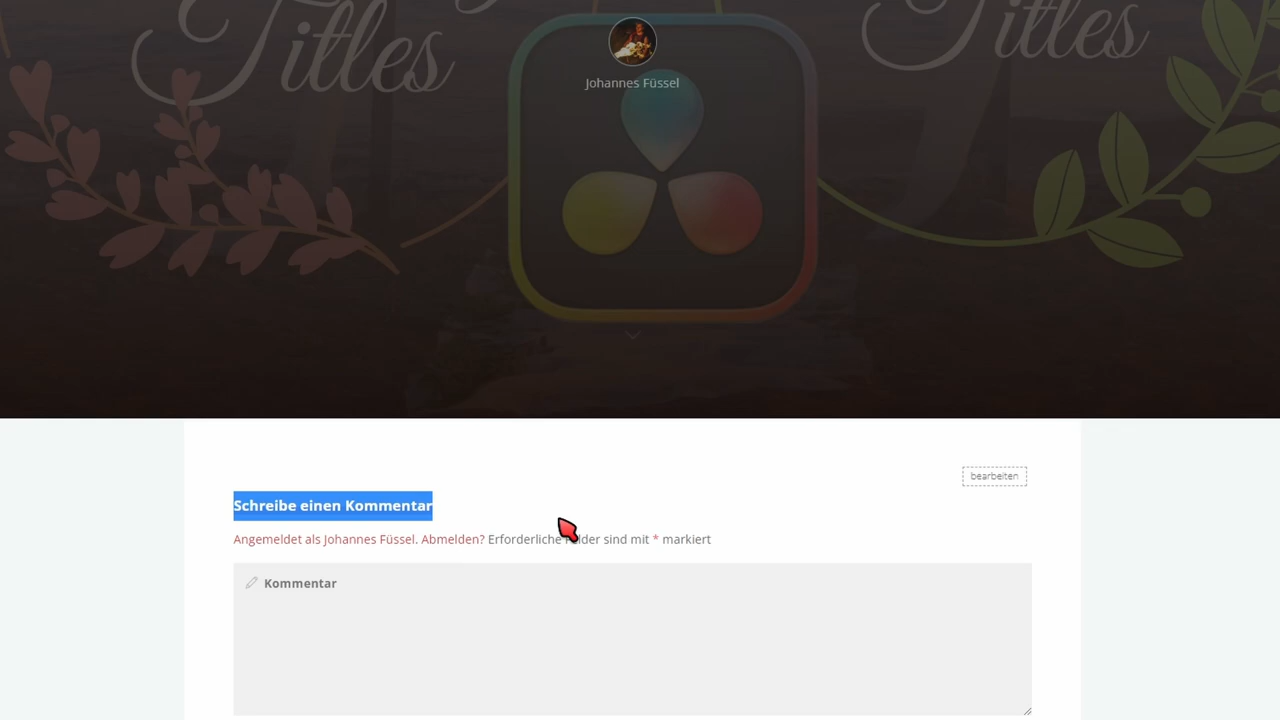 Titles
Titles
Johannes Füssel
bearbeiten
Schreibe einen Kommentar
Angemeldet als Johannes Füssel. Abmelden? Erforderliche Felder sind mit * markiert
Kommentar